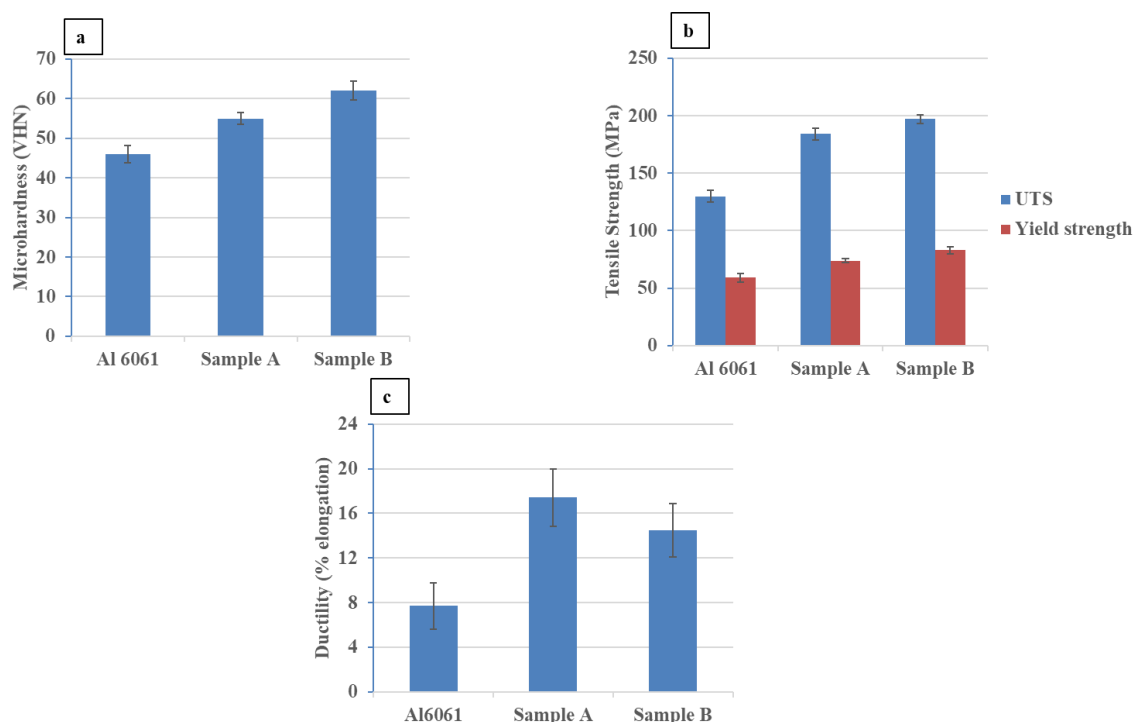 a
Microhardness (VHN)
70
60
50
40
30
20
10
0
Al 6061
Sample A
Sample B
b
Tensile Strength (MPa)
250
200
150
100
50
0
Al 6061
Sample A
Sample B
UTS
Yield strength
c
Ductility (% elongation)
24
20
16
12
8
4
0
Al6061
Sample A
Sample B